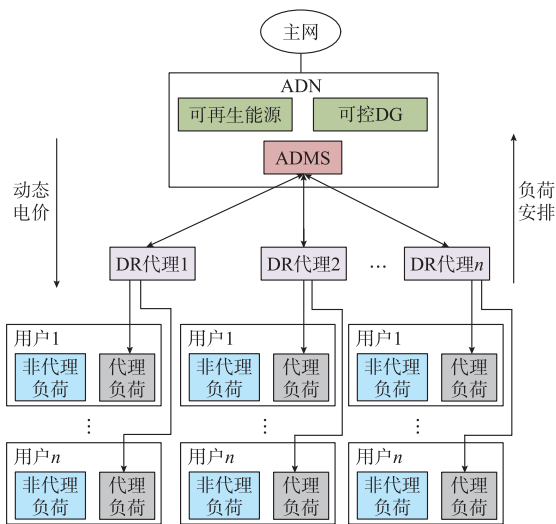 主网
ADN
可再生能源
可控DG
ADMS
动态
电价
负荷
安排
DR代理1
DR代理2
…
DR代理n
用户1
非代理
负荷
代理
负荷
用户1
非代理
负荷
代理
负荷
用户1
非代理
负荷
代理
负荷
⋮
⋮
⋮
用户n
非代理
负荷
代理
负荷
用户n
非代理
负荷
代理
负荷
用户n
非代理
负荷
代理
负荷